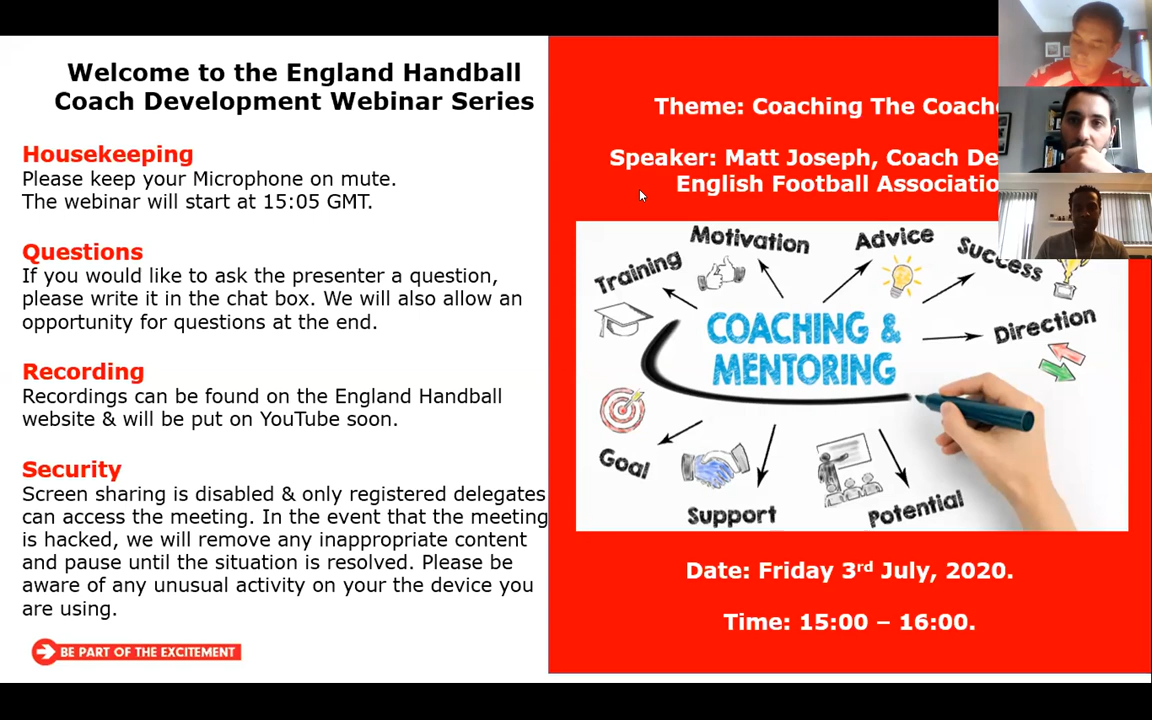 Welcome to the England Handball
Coach Development Webinar Series
Housekeeping
Please keep your Microphone on mute.
The webinar will start at 15:05 GMT.
Questions
If you would like to ask the presenter a question,
please write it in the chat box. We will also allow an
opportunity for questions at the end.
Recording
Recordings can be found on the England Handball
website & will be put on YouTube soon.
Security
Screen sharing is disabled & only registered delegates
can access the meeting. In the event that the meeting
is hacked, we will remove any inappropriate content
and pause until the situation is resolved. Please be
aware of any unusual activity on your the device you
are using.
BE PART OF THE EXCITEMENT
Theme: Coaching The
Speaker: Matt Joseph, Coach
English Football
Training
Motivation
Advice
Success
Direction
COACHING &
MENTORING
Goal
Support
Potential
Date: Friday 3rd July, 2020.
Time: 15:00 – 16:00.